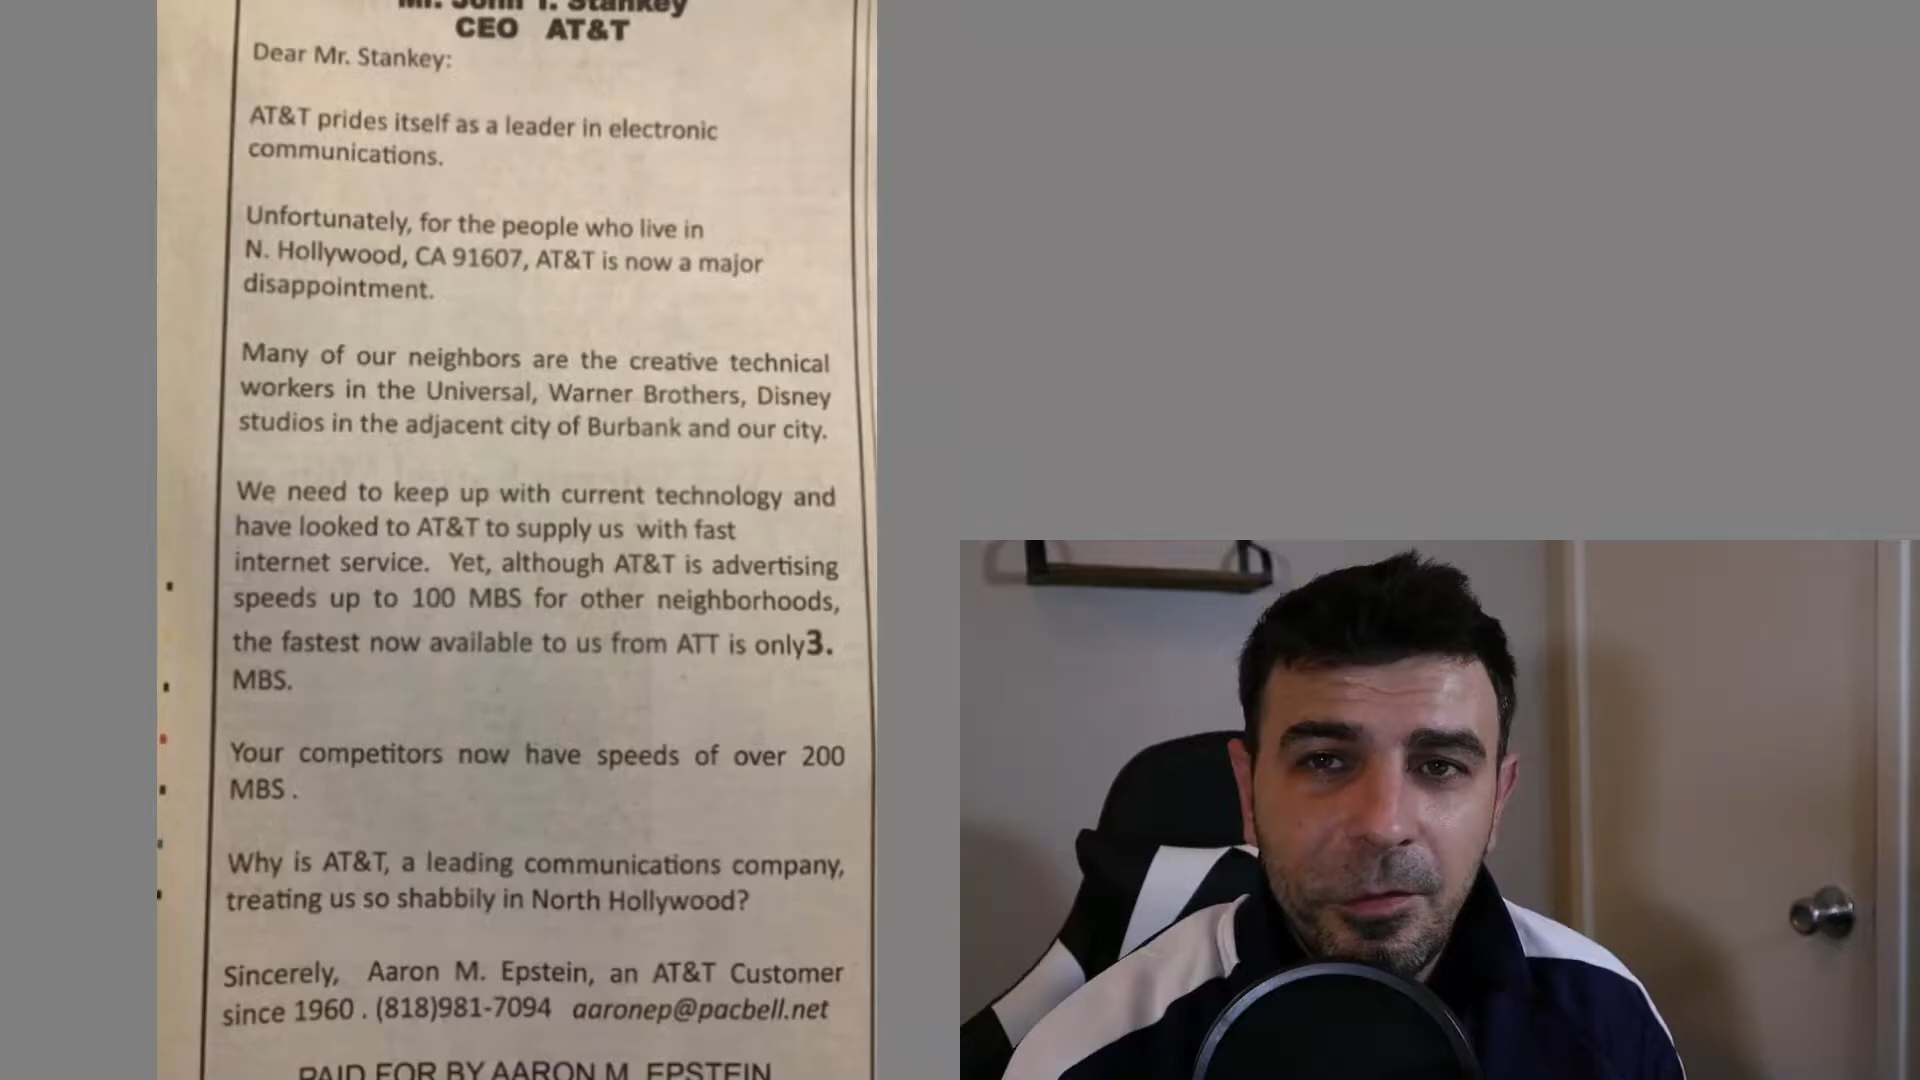 Mr. John T. Stankey
CEO AT&T
Dear Mr. Stankey:
AT&T prides itself as a leader in electronic
communications.
Unfortunately, for the people who live in
N. Hollywood, CA 91607, AT&T is now a major
disappointment.
Many of our neighbors are the creative technical
workers in the Universal, Warner Brothers, Disney
studios in the adjacent city of Burbank and our city.
We need to keep up with current technology and
have looked to AT&T to supply us with fast
internet service. Yet, although AT&T is advertising
speeds up to 100 MBS for other neighborhoods,
the fastest now available to us from ATT is only3.
MBS.
Your competitors now have speeds of over 200
MBS .
Why is AT&T, a leading communications company,
treating us so shabbily in North Hollywood?
Sincerely, Aaron M. Epstein, an AT&T Customer
since 1960 . (818)981-7094 aaronep@pacbell.net
PAID FOR BY AARON M. EPSTEIN